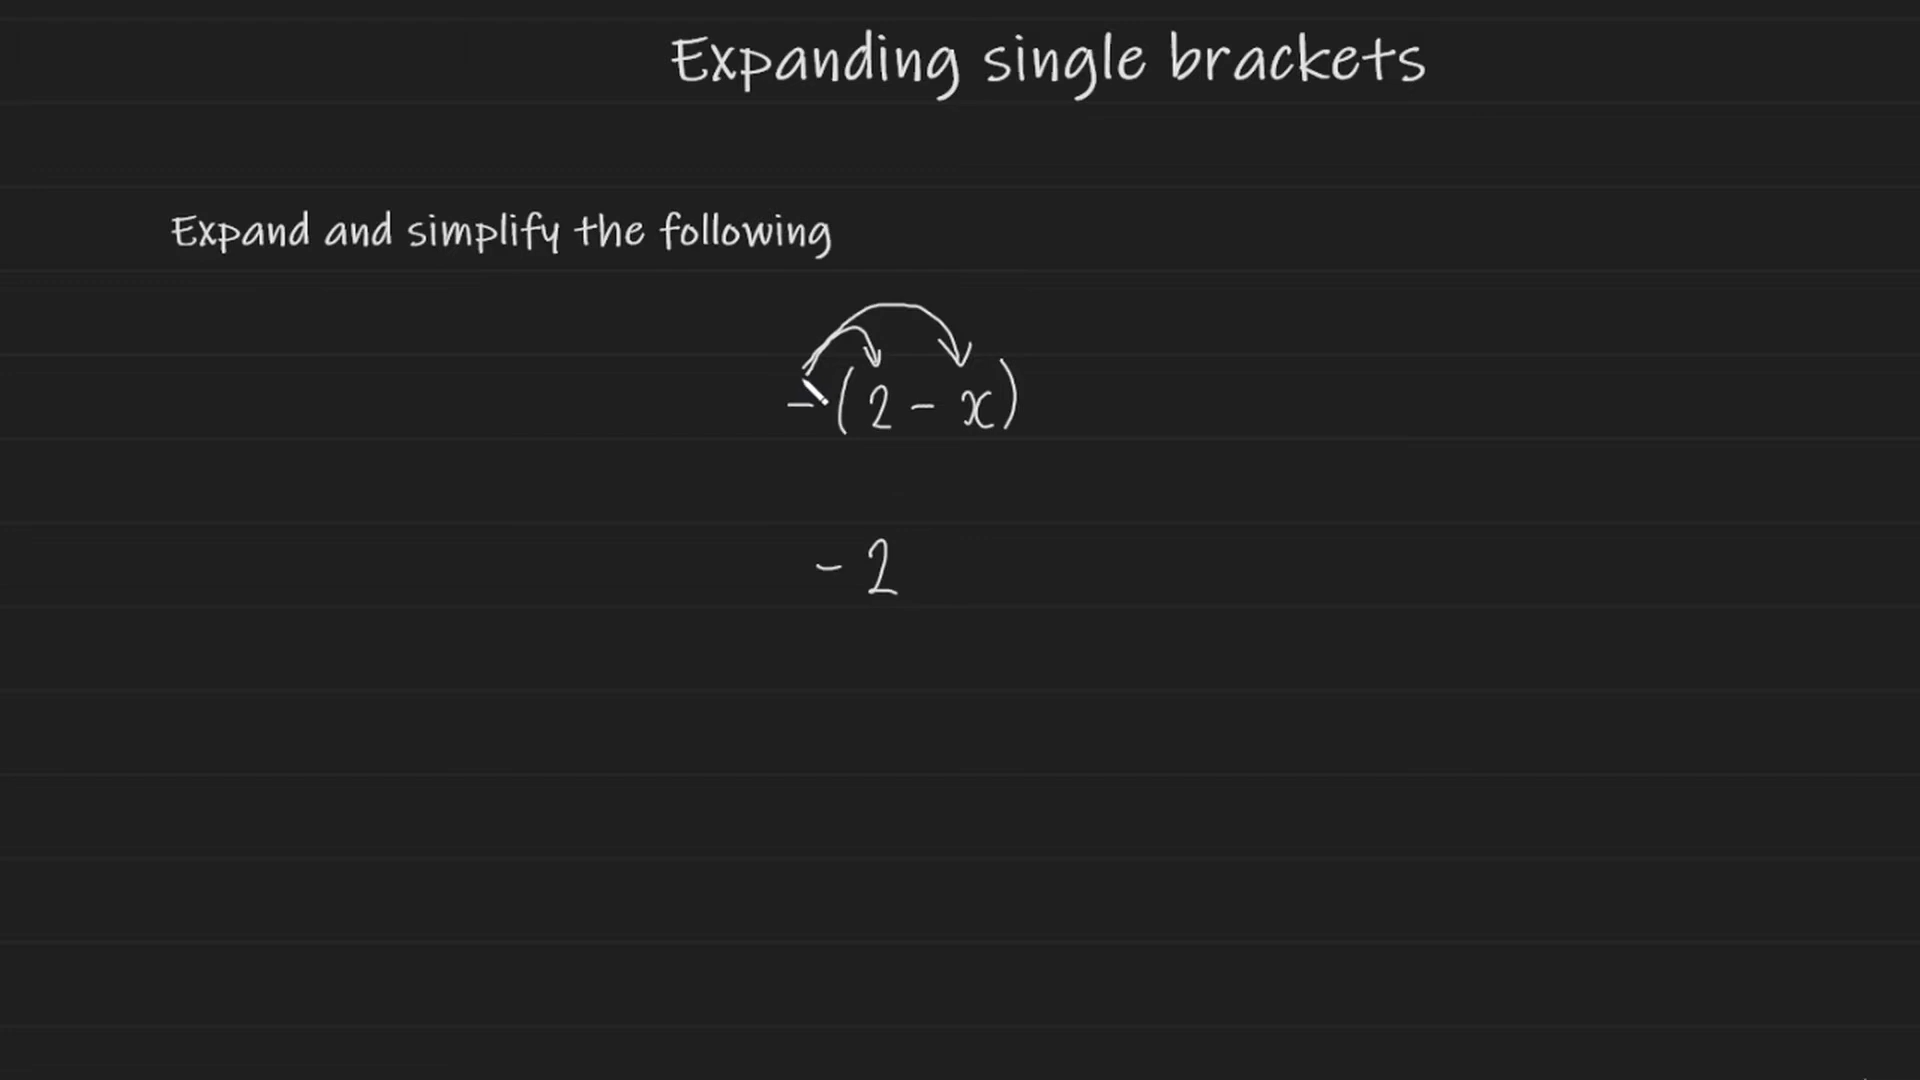 Expanding single brackets
Expand and simplify the following
-(2 - x)
- 2